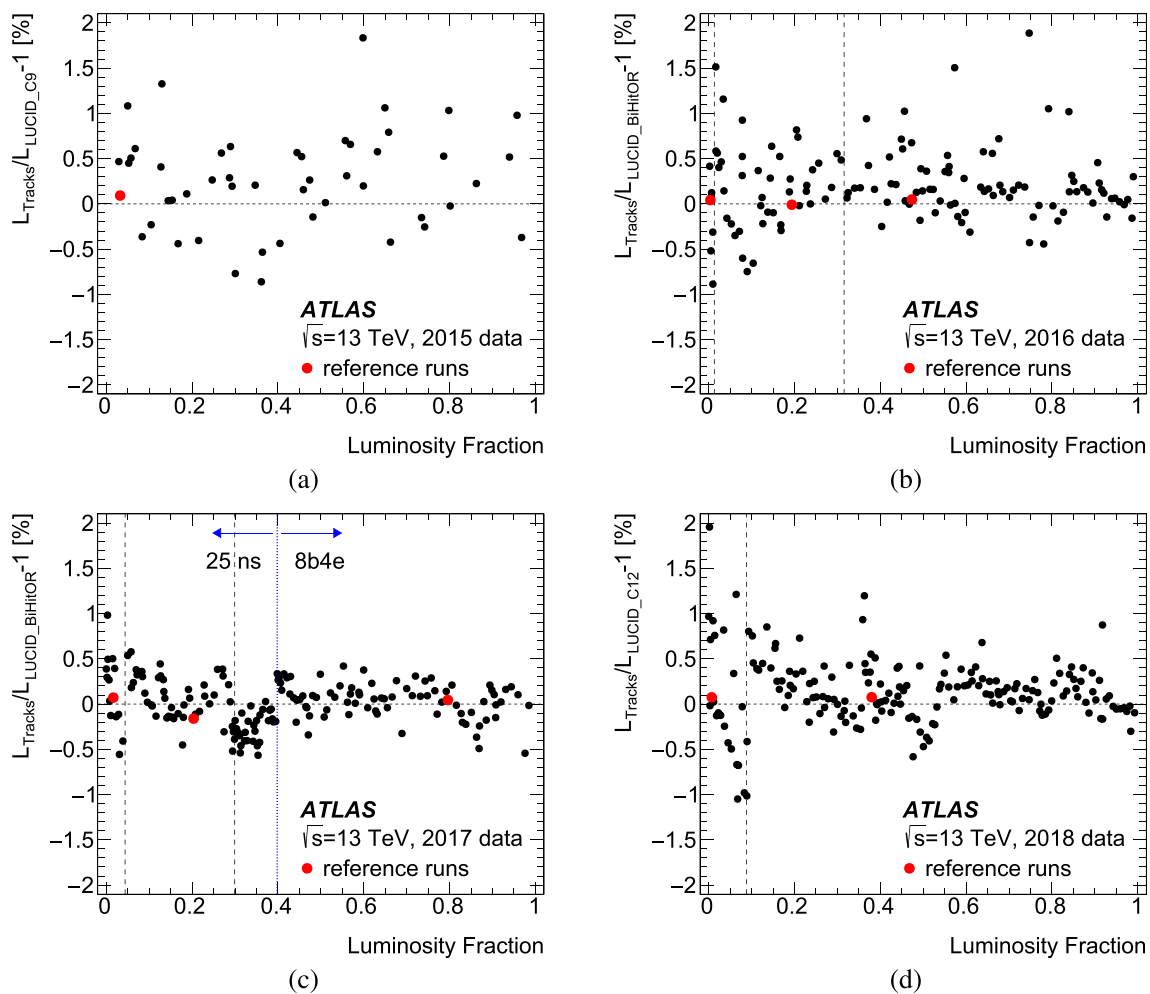 L_Tracks/L_LUCID_C9-1 [%]
2
1.5
1
0.5
0
−0.5
−1
−1.5
−2
ATLAS
√s=13 TeV, 2015 data
reference runs
0 0.2 0.4 0.6 0.8 1
Luminosity Fraction
(a)
L_Tracks/L_LUCID_BiHitOR-1 [%]
2
1.5
1
0.5
0
−0.5
−1
−1.5
−2
ATLAS
√s=13 TeV, 2016 data
reference runs
0 0.2 0.4 0.6 0.8 1
Luminosity Fraction
(b)
L_Tracks/L_LUCID_BiHitOR-1 [%]
2
1.5
1
0.5
0
−0.5
−1
−1.5
−2
25 ns 8b4e
ATLAS
√s=13 TeV, 2017 data
reference runs
0 0.2 0.4 0.6 0.8 1
Luminosity Fraction
(c)
L_Tracks/L_LUCID_C12-1 [%]
2
1.5
1
0.5
0
−0.5
−1
−1.5
−2
ATLAS
√s=13 TeV, 2018 data
reference runs
0 0.2 0.4 0.6 0.8 1
Luminosity Fraction
(d)